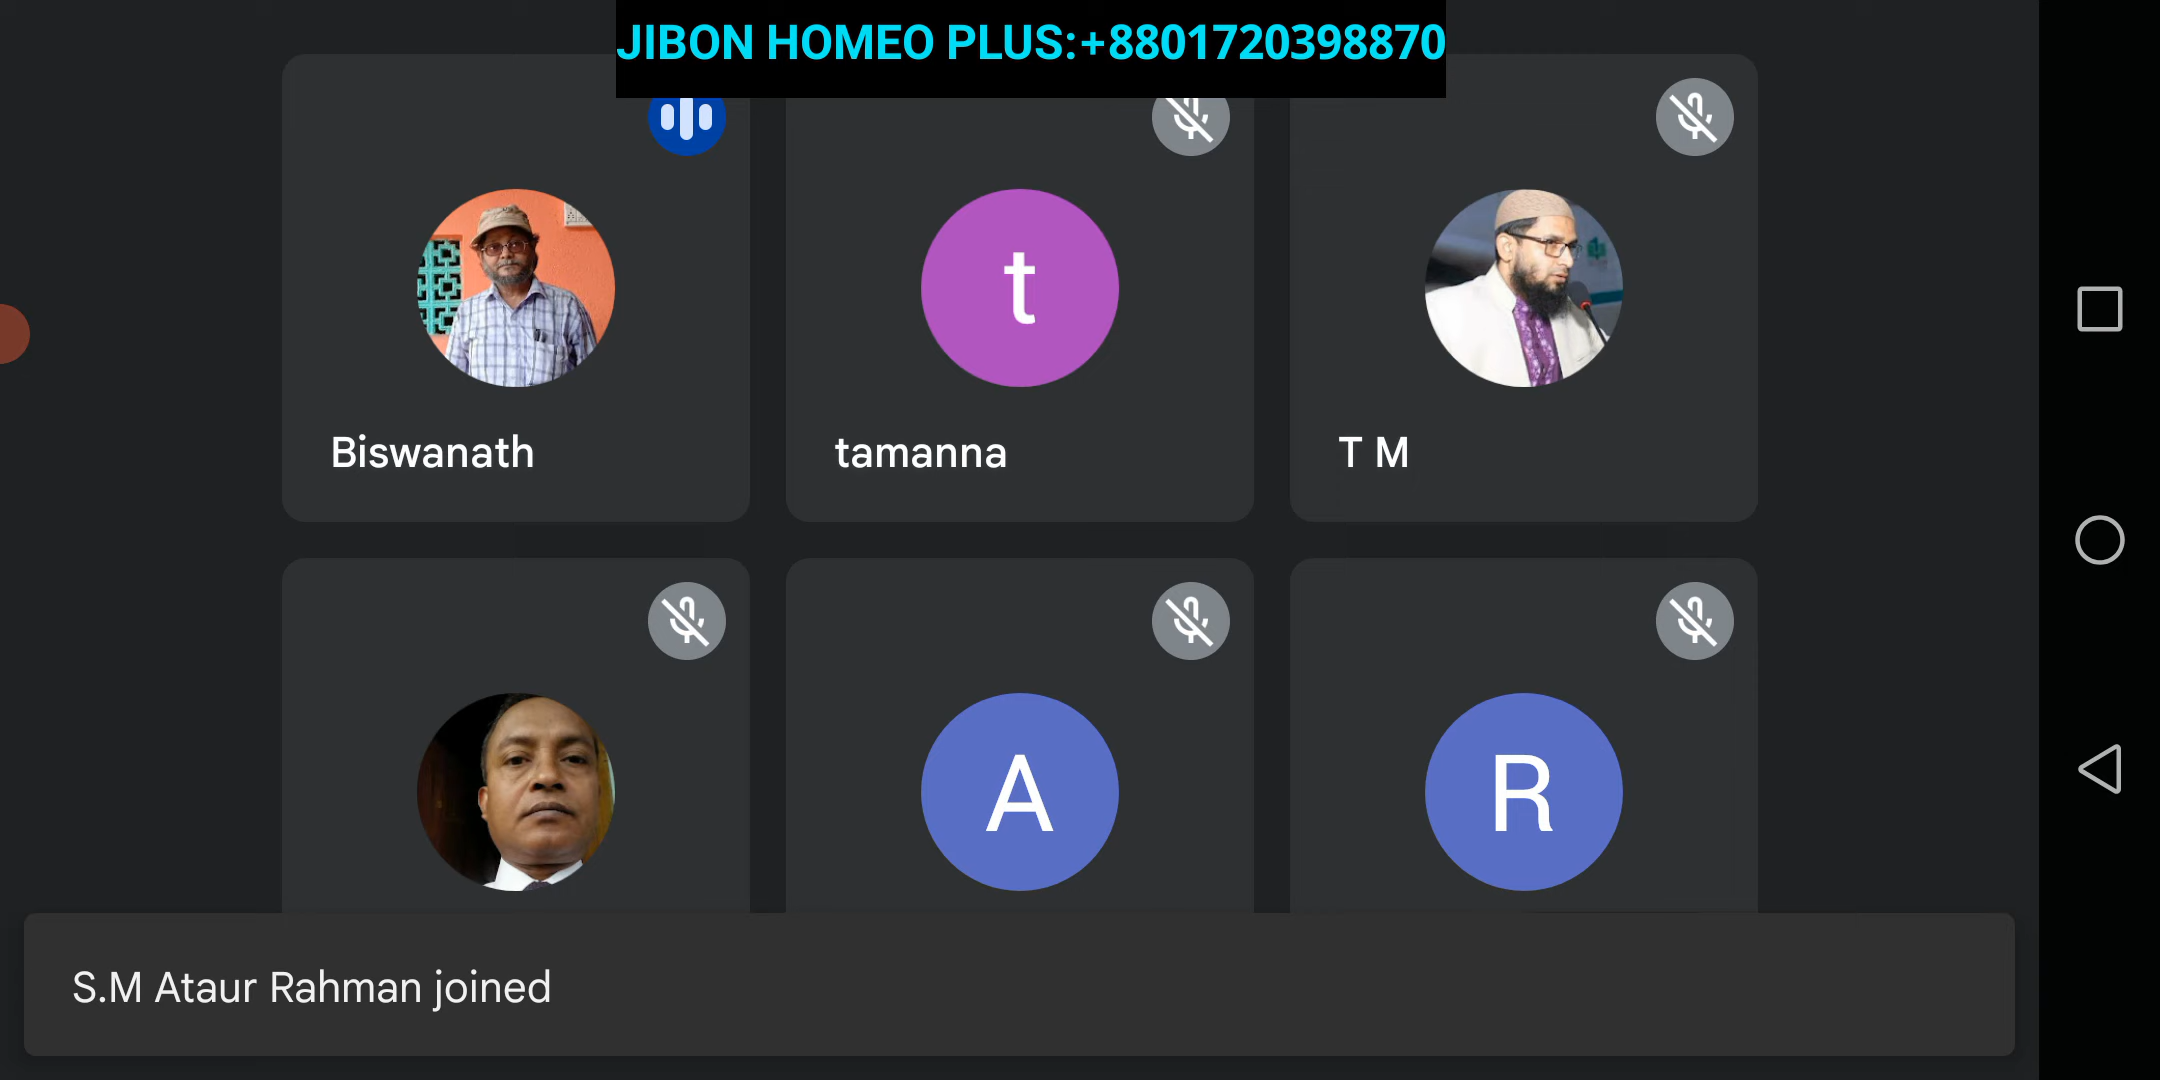 JIBON HOMEO PLUS:+8801720398870
t
Biswanath
tamanna
T M
A
R
S.M Ataur Rahman joined